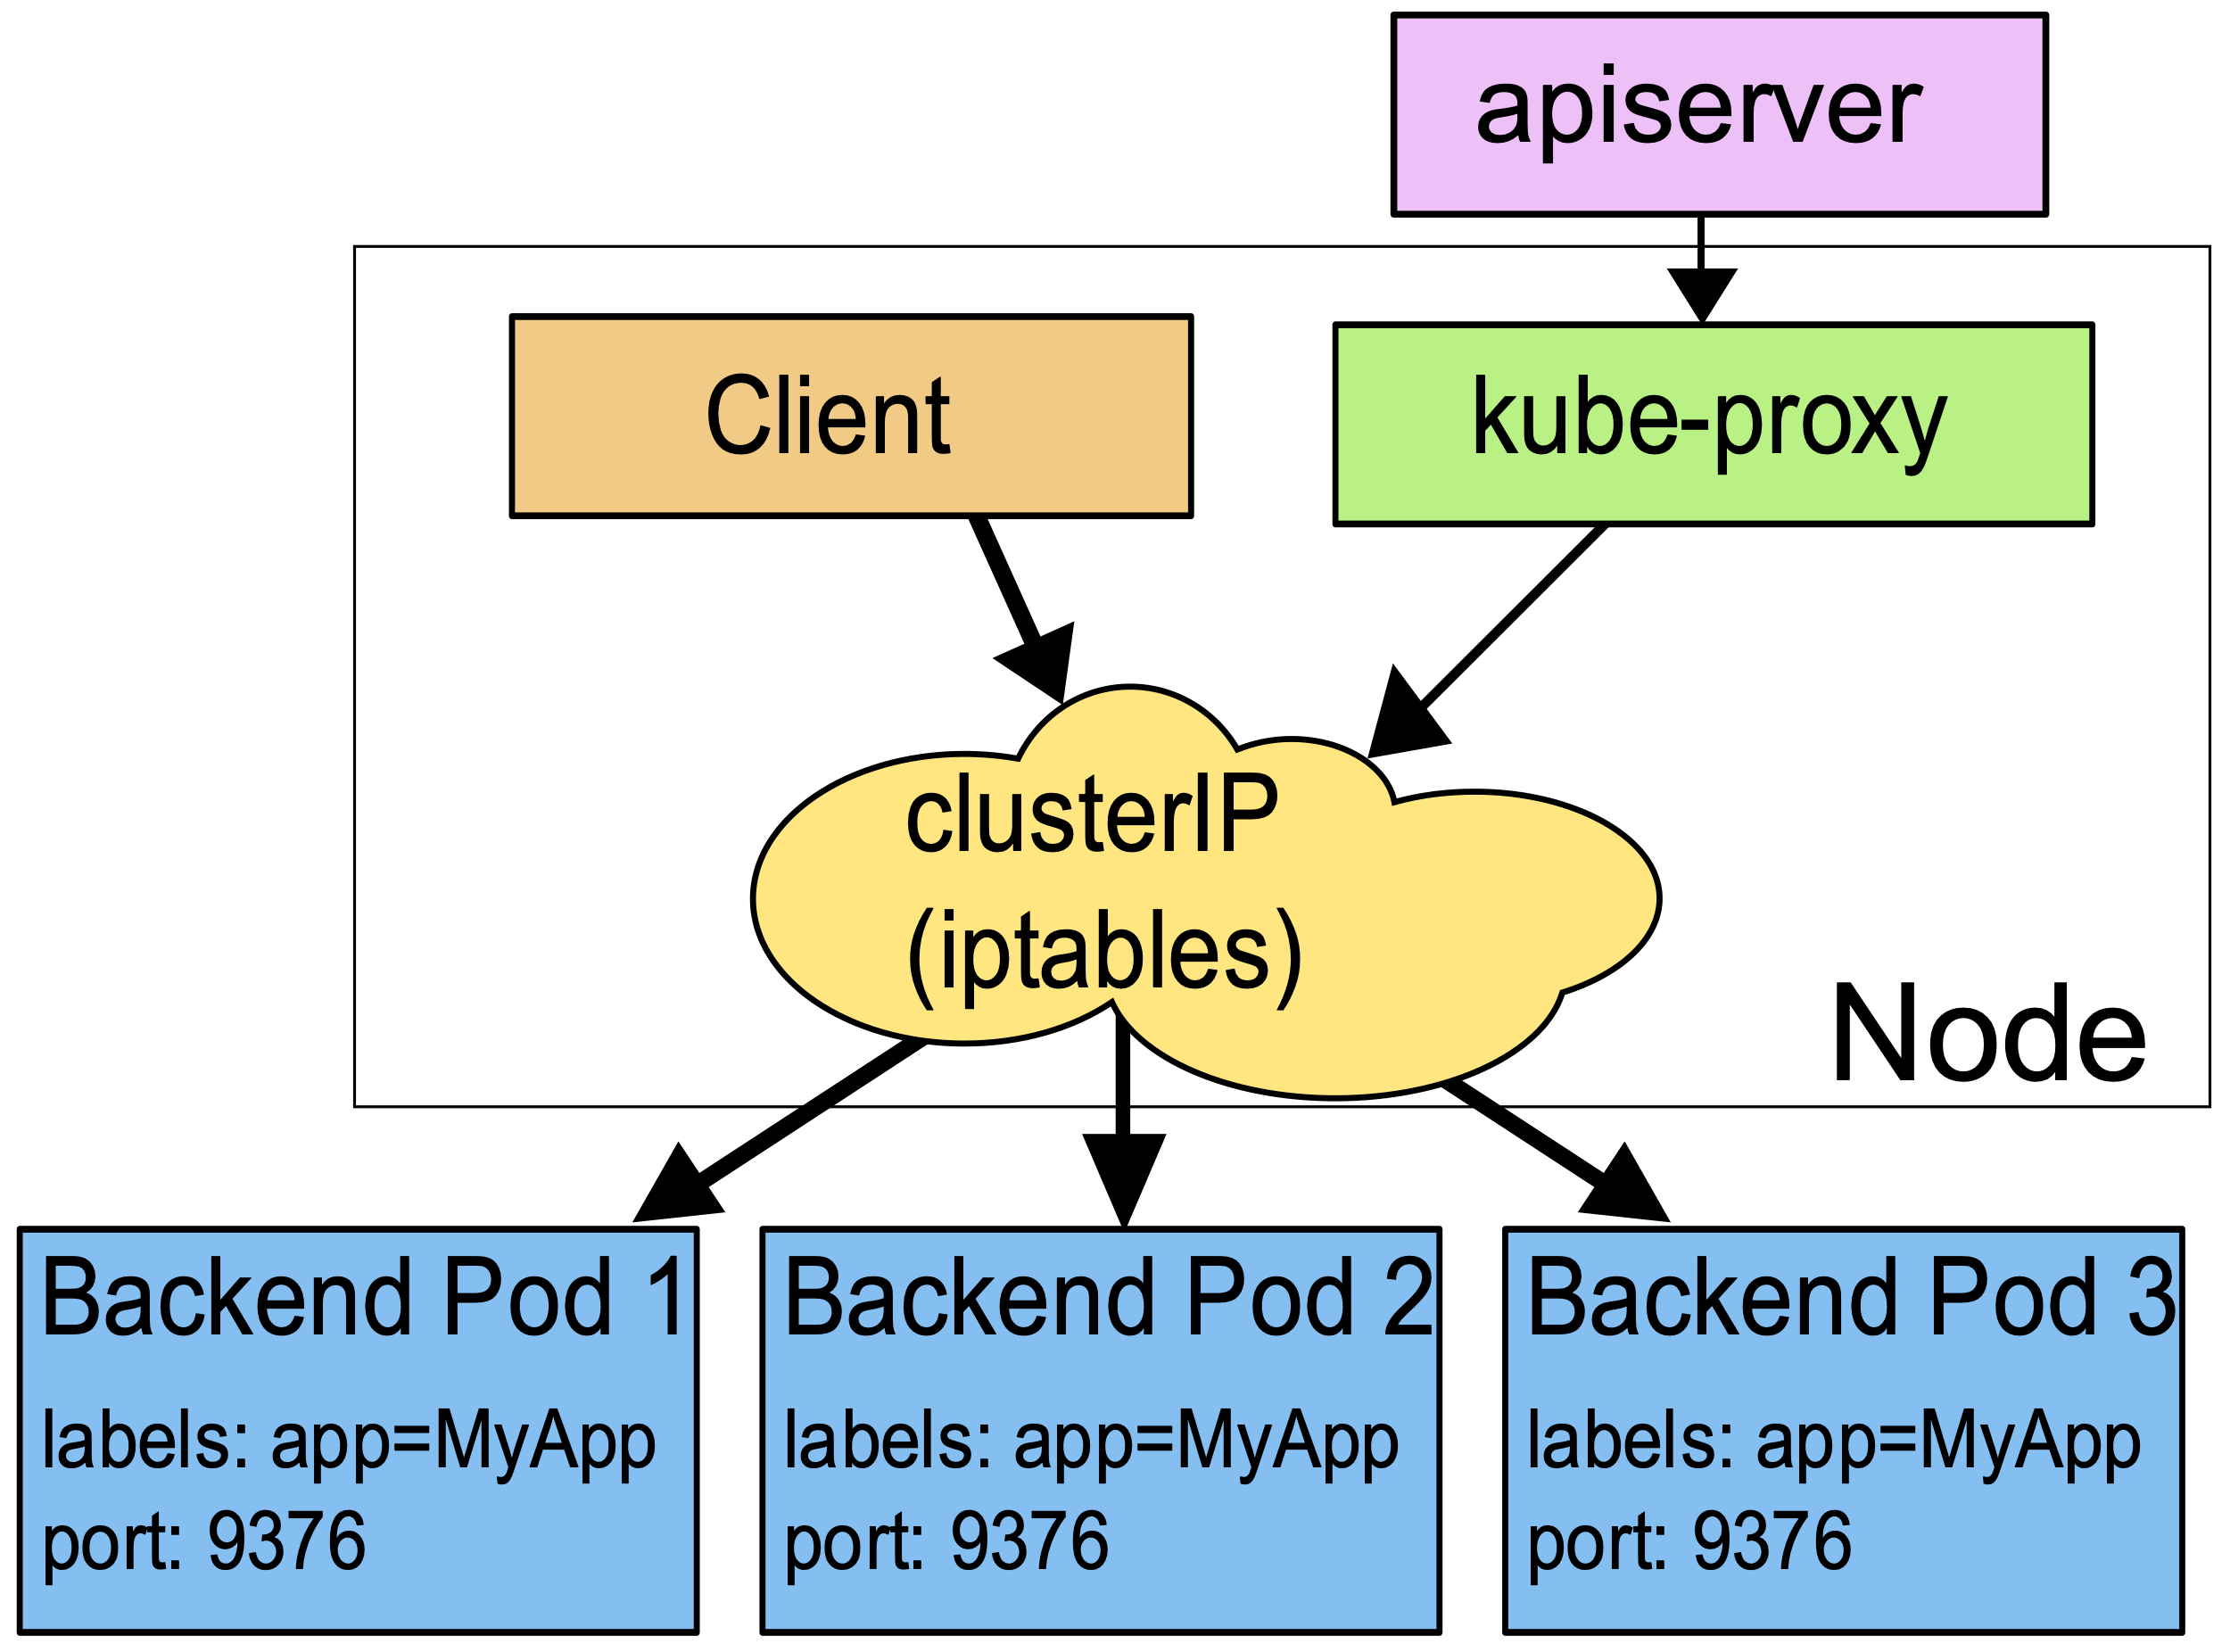 apiserver
Client
kube-proxy
clusterIP
(iptables)
Node
Backend Pod 1
labels: app=MyApp
port: 9376
Backend Pod 2
labels: app=MyApp
port: 9376
Backend Pod 3
labels: app=MyApp
port: 9376